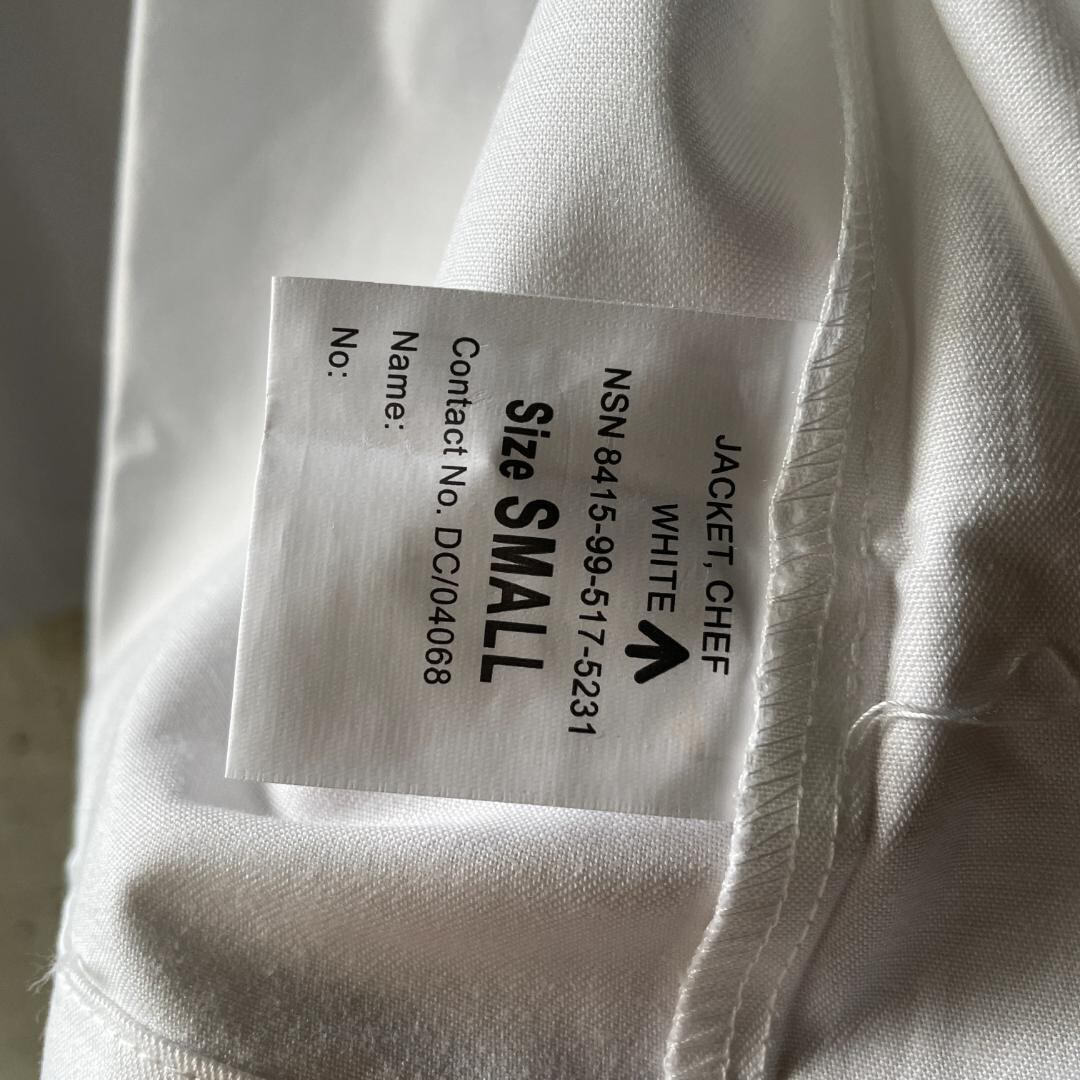 JACKET, CHEF
WHITE
NSN 8415-99-517-5231
Size SMALL
Contact No. DC/04068
Name:
No: